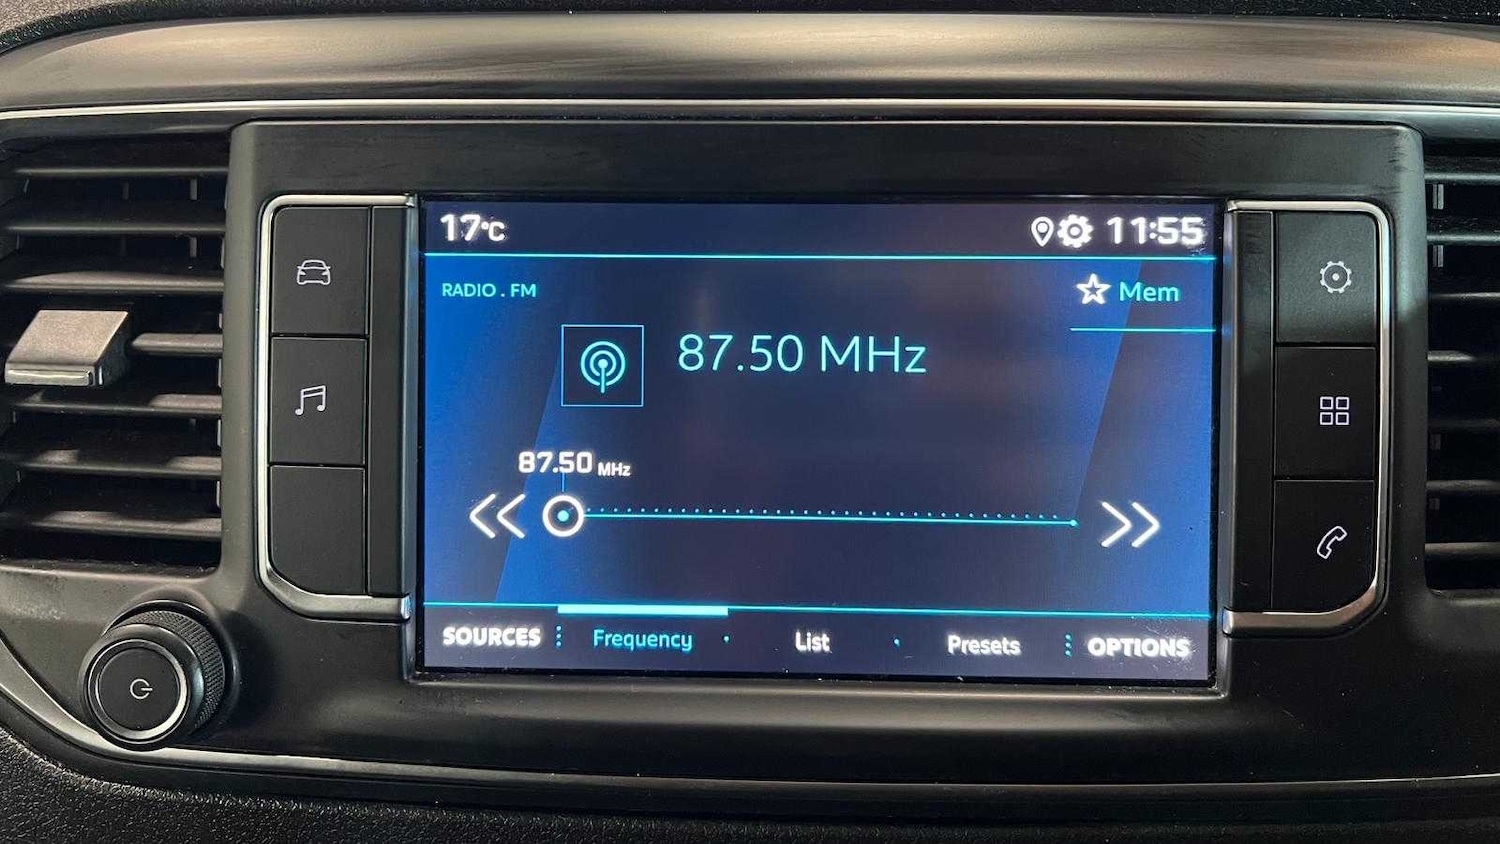 17°C
11:55
RADIO . FM
Mem
87.50 MHz
87.50 MHz
SOURCES Frequency List Presets OPTIONS